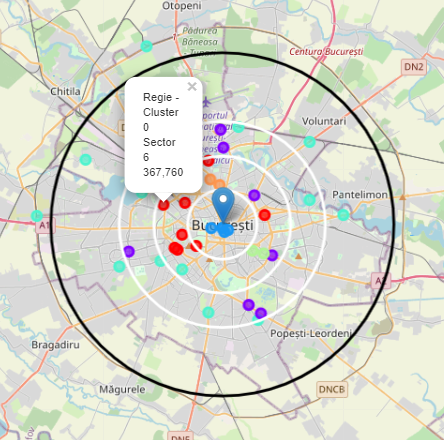 Otopeni
Pădurea
Băneasa
Centura București
DN2
Chitila
Voluntari
×
Regie -
Cluster
0
Sector
6
367,760
Pantelimon
București
A1
Bragadiru
Popești-Leordeni
Măgurele
DNCB
DN5